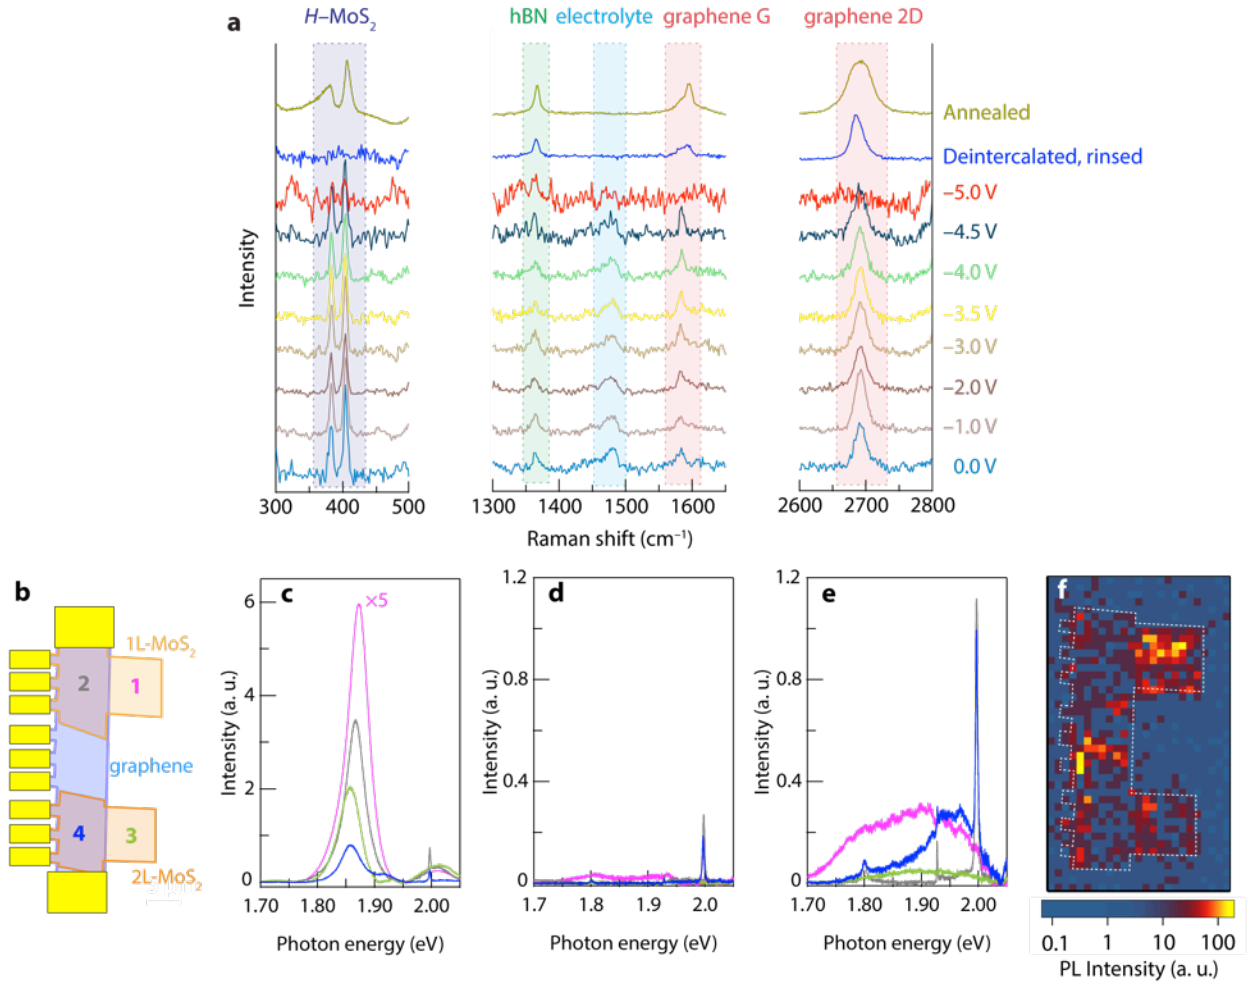 a
H–MoS₂
hBN electrolyte graphene G
graphene 2D
Intensity
Annealed
Deintercalated, rinsed
–5.0 V
–4.5 V
–4.0 V
–3.5 V
–3.0 V
–2.0 V
–1.0 V
0.0 V
300 400 500
1300 1400 1500 1600
2600 2700 2800
Raman shift (cm⁻¹)
b
1L-MoS₂
2
1
graphene
4
3
2L-MoS₂
c
×5
6
4
2
0
Intensity (a. u.)
1.70 1.80 1.90 2.00
Photon energy (eV)
d
1.2
0.8
0.4
0
Intensity (a. u.)
1.7 1.8 1.9 2.0
Photon energy (eV)
e
1.2
0.8
0.4
0
Intensity (a. u.)
1.70 1.80 1.90 2.00
Photon energy (eV)
f
0.1 1 10 100
PL Intensity (a. u.)